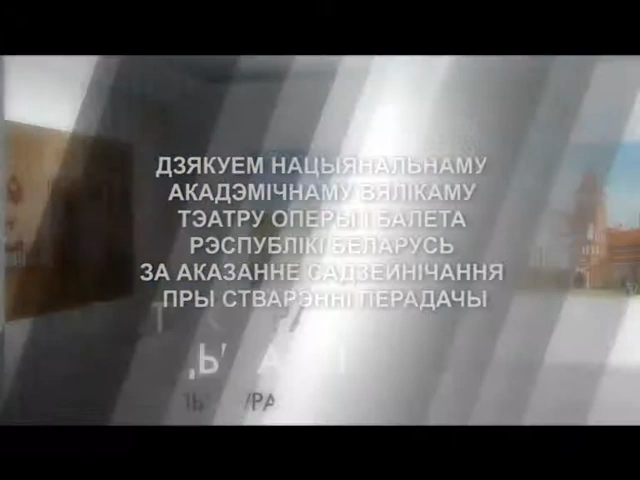 ДЗЯКУЕМ НАЦЫЯНАЛЬНАМУ
АКАДЭМІЧНАМУ ВЯЛІКАМУ
ТЭАТРУ ОПЕРЫ І БАЛЕТА
РЭСПУБЛІКІ БЕЛАРУСЬ
ЗА АКАЗАННЕ САДЗЕЙНІЧАННЯ
ПРЫ СТВАРЭННІ ПЕРАДАЧЫ